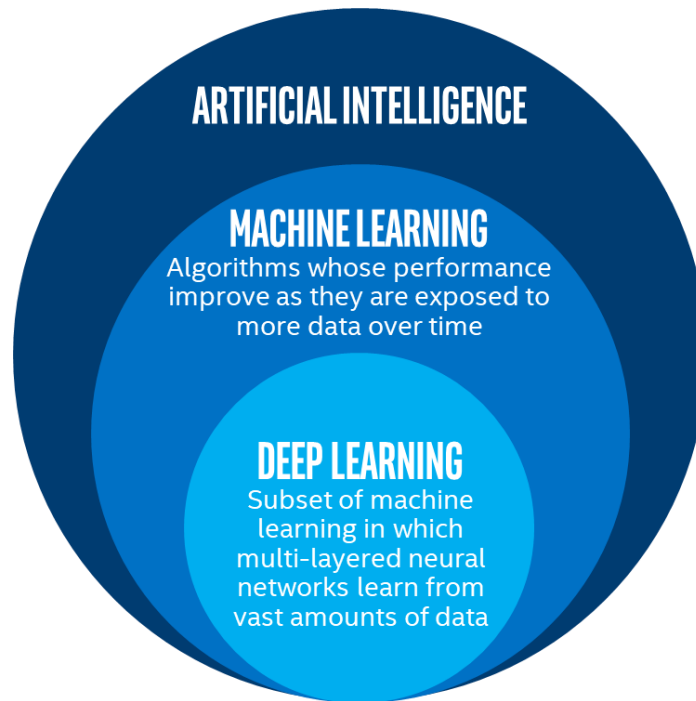 ARTIFICIAL INTELLIGENCE
MACHINE LEARNING
Algorithms whose performance
improve as they are exposed to
more data over time
DEEP LEARNING
Subset of machine
learning in which
multi-layered neural
networks learn from
vast amounts of data